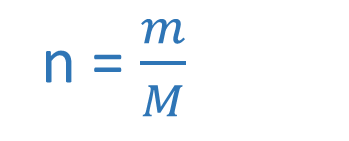 n = m/M